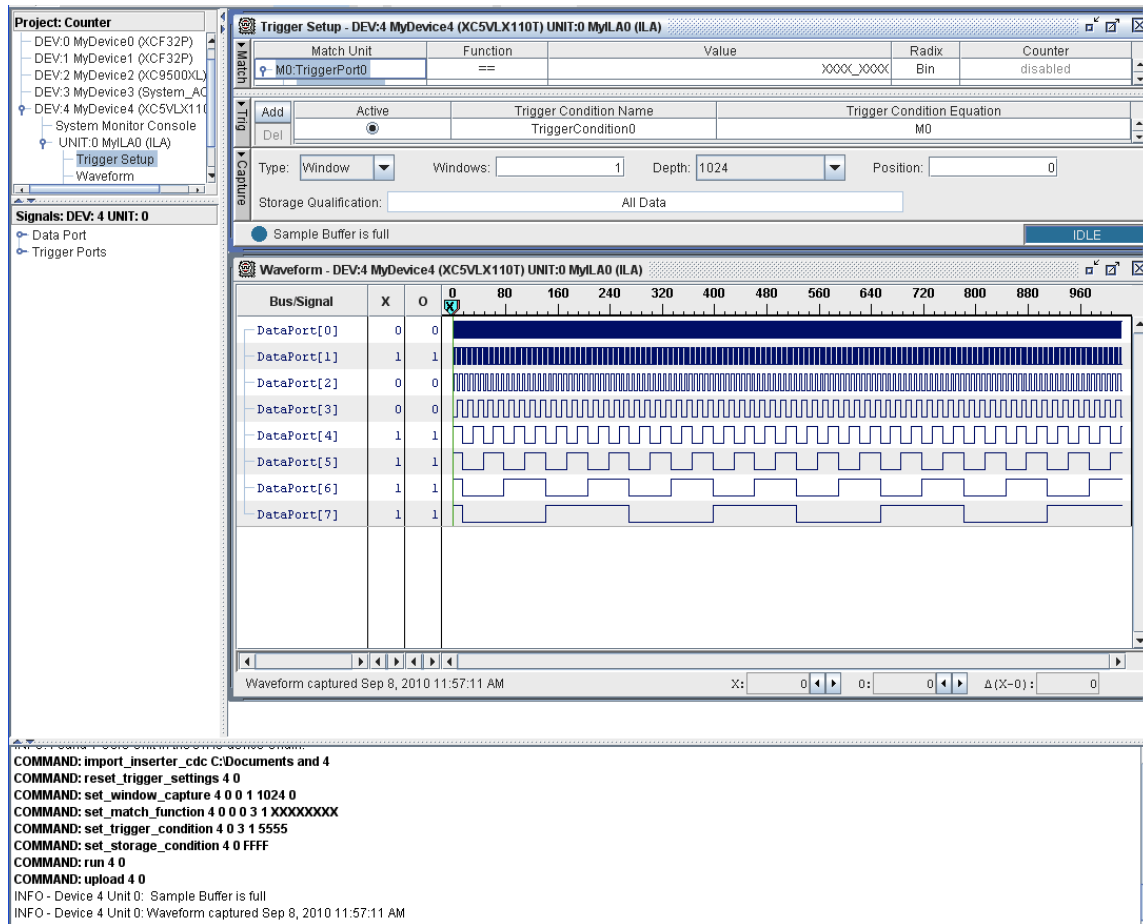 Project: Counter
DEV:0 MyDevice0 (XCF32P)
DEV:1 MyDevice1 (XCF32P)
DEV:2 MyDevice2 (XC9500XL)
DEV:3 MyDevice3 (System_AC
DEV:4 MyDevice4 (XC5VLX110
System Monitor Console
UNIT:0 MyILA0 (ILA)
Trigger Setup
Waveform
Signals: DEV: 4 UNIT: 0
Data Port
Trigger Ports
Trigger Setup - DEV:4 MyDevice4 (XC5VLX110T) UNIT:0 MyILA0 (ILA)
Match
Match Unit Function Value Radix Counter
M0:TriggerPort0 == XXXX_XXXX Bin disabled
Trig
Add Active Trigger Condition Name Trigger Condition Equation
Del TriggerCondition0 M0
Capture
Type: Window Windows: 1 Depth: 1024 Position: 0
Storage Qualification: All Data
Sample Buffer is full IDLE
Waveform - DEV:4 MyDevice4 (XC5VLX110T) UNIT:0 MyILA0 (ILA)
Bus/Signal X O 0 80 160 240 320 400 480 560 640 720 800 880 960
X
DataPort[0] 0 0
DataPort[1] 1 1
DataPort[2] 0 0
DataPort[3] 0 0
DataPort[4] 1 1
DataPort[5] 1 1
DataPort[6] 1 1
DataPort[7] 1 1
Waveform captured Sep 8, 2010 11:57:11 AM X: 0 O: 0 Δ(X-O): 0
COMMAND: import_inserter_cdc C:\Documents and 4
COMMAND: reset_trigger_settings 4 0
COMMAND: set_window_capture 4 0 0 1 1024 0
COMMAND: set_match_function 4 0 0 0 3 1 XXXXXXXX
COMMAND: set_trigger_condition 4 0 3 1 5555
COMMAND: set_storage_condition 4 0 FFFF
COMMAND: run 4 0
COMMAND: upload 4 0
INFO - Device 4 Unit 0: Sample Buffer is full
INFO - Device 4 Unit 0: Waveform captured Sep 8, 2010 11:57:11 AM